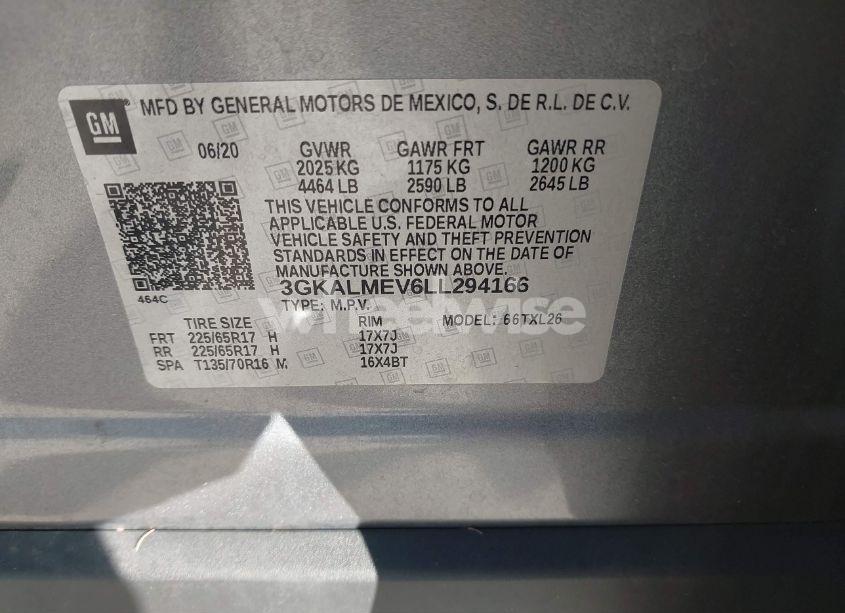 GM
MFD BY GENERAL MOTORS DE MEXICO, S. DE R.L. DE C.V.
06/20 GVWR GAWR FRT GAWR RR
2025 KG 1175 KG 1200 KG
4464 LB 2590 LB 2645 LB
THIS VEHICLE CONFORMS TO ALL
APPLICABLE U.S. FEDERAL MOTOR
VEHICLE SAFETY AND THEFT PREVENTION
STANDARDS IN EFFECT ON THE DATE OF
MANUFACTURE SHOWN ABOVE.
464C
3GKALMEV6LL294166
TYPE: M.P.V.
wheelwise
TIRE SIZE RIM MODEL: 66TXL26
FRT 225/65R17 H 17X7J
RR 225/65R17 H 17X7J
SPA T135/70R16 M 16X4BT